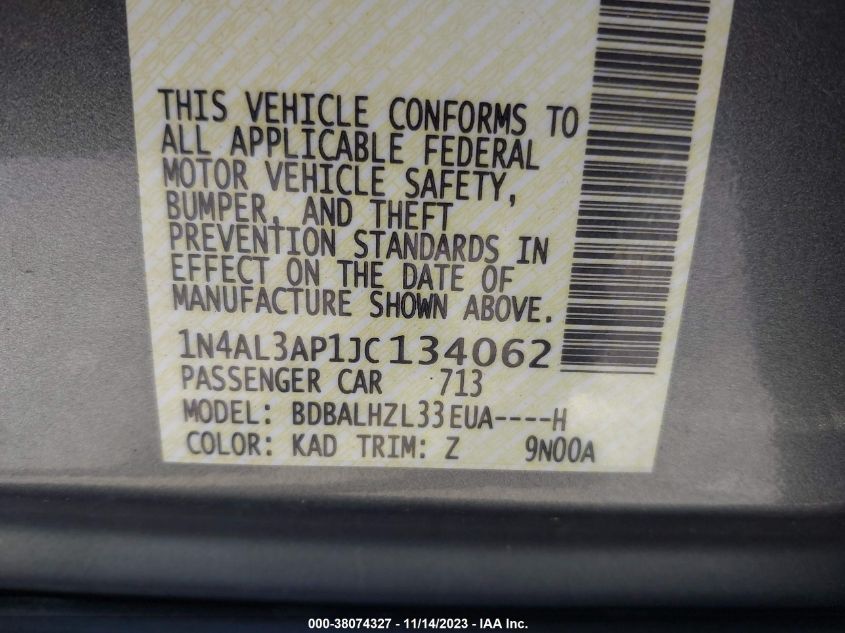 THIS VEHICLE CONFORMS TO
ALL APPLICABLE FEDERAL
MOTOR VEHICLE SAFETY,
BUMPER, AND THEFT
PREVENTION STANDARDS IN
EFFECT ON THE DATE OF
MANUFACTURE SHOWN ABOVE.
1N4AL3AP1JC134062
PASSENGER CAR 713
MODEL: BDBALHZL33EUA----H
COLOR: KAD TRIM: Z 9N00A
000-38074327 - 11/14/2023 - IAA Inc.